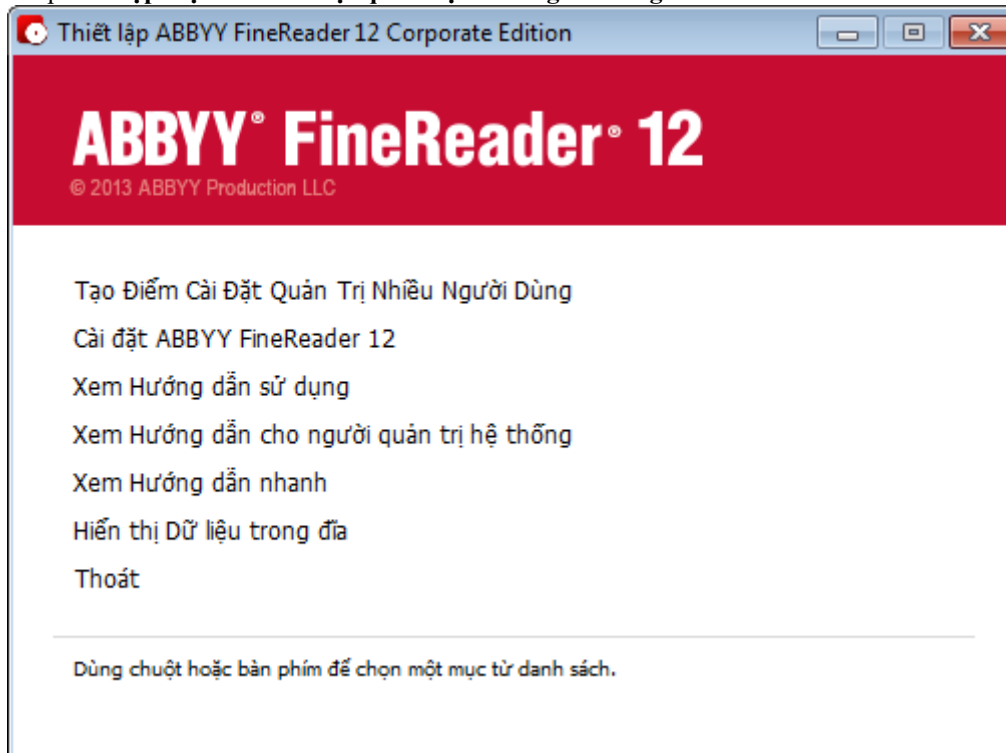 Thiết lập ABBYY FineReader 12 Corporate Edition
ABBYY® FineReader® 12
© 2013 ABBYY Production LLC
Tạo Điểm Cài Đặt Quản Trị Nhiều Người Dùng
Cài đặt ABBYY FineReader 12
Xem Hướng dẫn sử dụng
Xem Hướng dẫn cho người quản trị hệ thống
Xem Hướng dẫn nhanh
Hiển thị Dữ liệu trong đĩa
Thoát
Dùng chuột hoặc bàn phím để chọn một mục từ danh sách.